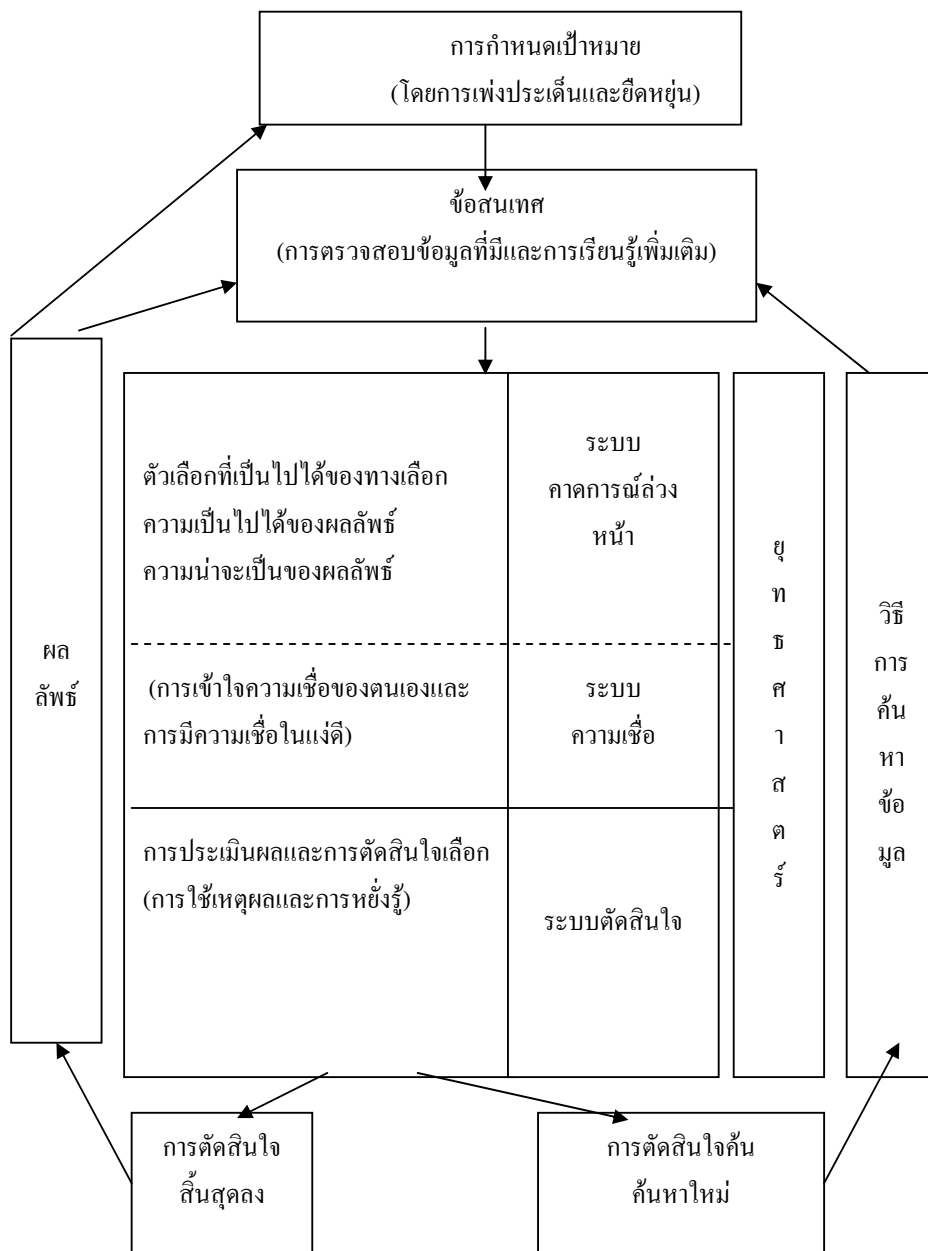 การกำหนดเป้าหมาย
(โดยการเพ่งประเด็นและยืดหยุ่น)
ข้อสนเทศ
(การตรวจสอบข้อมูลที่มีและการเรียนรู้เพิ่มเติม)
ผล
ลัพธ์
ตัวเลือกที่เป็นไปได้ของทางเลือก
ความเป็นไปได้ของผลลัพธ์
ความน่าจะเป็นของผลลัพธ์
ระบบ
คาดการณ์ล่วง
หน้า
(การเข้าใจความเชื่อของตนเองและ
การมีความเชื่อในแง่ดี)
ระบบ
ความเชื่อ
การประเมินผลและการตัดสินใจเลือก
(การใช้เหตุผลและการหยั่งรู้)
ระบบตัดสินใจ
ยุ
ท
ธ
ศ
า
ส
ต
ร์
วิธี
การ
ค้น
หา
ข้อ
มูล
การตัดสินใจ
สิ้นสุดลง
การตัดสินใจค้น
ค้นหาใหม่